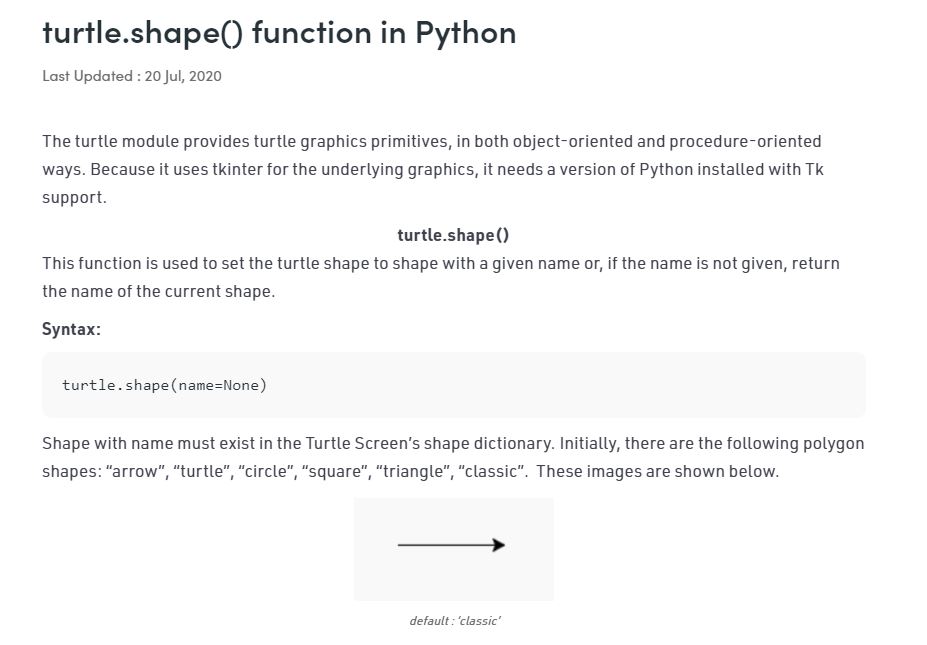 turtle.shape() function in Python
Last Updated : 20 Jul, 2020
The turtle module provides turtle graphics primitives, in both object-oriented and procedure-oriented
ways. Because it uses tkinter for the underlying graphics, it needs a version of Python installed with Tk
support.
turtle.shape()
This function is used to set the turtle shape to shape with a given name or, if the name is not given, return
the name of the current shape.
Syntax:
turtle.shape(name=None)
Shape with name must exist in the Turtle Screen’s shape dictionary. Initially, there are the following polygon
shapes: “arrow”, “turtle”, “circle”, “square”, “triangle”, “classic”.  These images are shown below.
default : ‘classic’